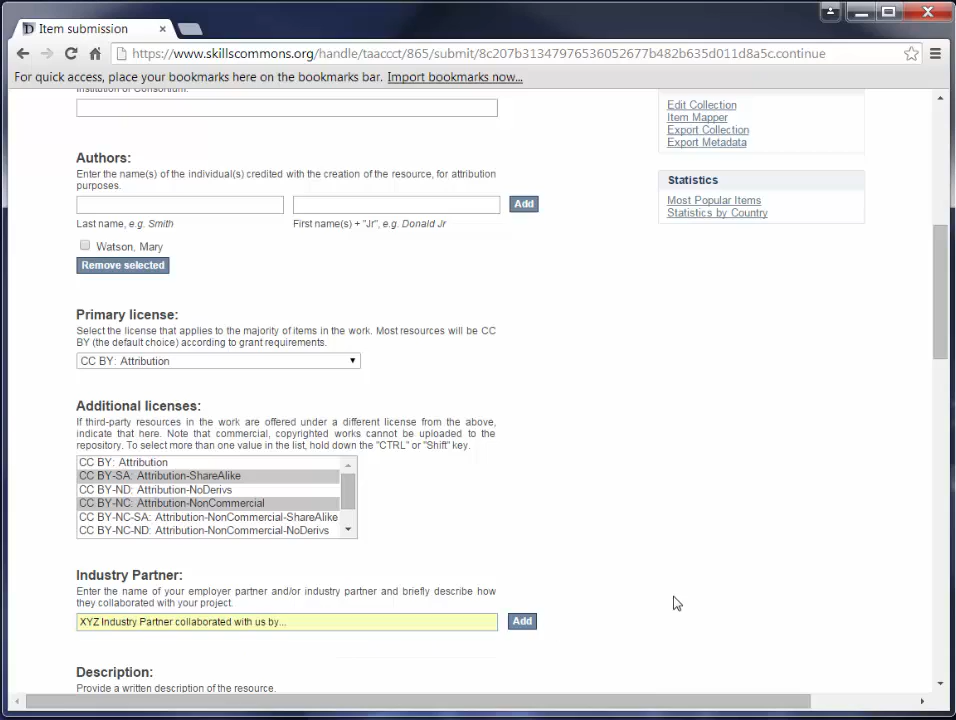 Item submission
https://www.skillscommons.org/handle/taaccct/865/submit/8c207b31347976536052677b482b635d011d8a5c.continue
For quick access, place your bookmarks here on the bookmarks bar. Import bookmarks now...
Institution or Consortium.
Authors:
Enter the name(s) of the individual(s) credited with the creation of the resource, for attribution
purposes.
Add
Last name, e.g. Smith First name(s) + "Jr", e.g. Donald Jr
Watson, Mary
Remove selected
Primary license:
Select the license that applies to the majority of items in the work. Most resources will be CC
BY (the default choice) according to grant requirements.
CC BY: Attribution
Additional licenses:
If third-party resources in the work are offered under a different license from the above,
indicate that here. Note that commercial, copyrighted works cannot be uploaded to the
repository. To select more than one value in the list, hold down the "CTRL" or "Shift" key.
CC BY: Attribution
CC BY-SA: Attribution-ShareAlike
CC BY-ND: Attribution-NoDerivs
CC BY-NC: Attribution-NonCommercial
CC BY-NC-SA: Attribution-NonCommercial-ShareAlike
CC BY-NC-ND: Attribution-NonCommercial-NoDerivs
Industry Partner:
Enter the name of your employer partner and/or industry partner and briefly describe how
they collaborated with your project.
XYZ Industry Partner collaborated with us by... Add
Description:
Provide a written description of the resource.
Edit Collection
Item Mapper
Export Collection
Export Metadata
Statistics
Most Popular Items
Statistics by Country